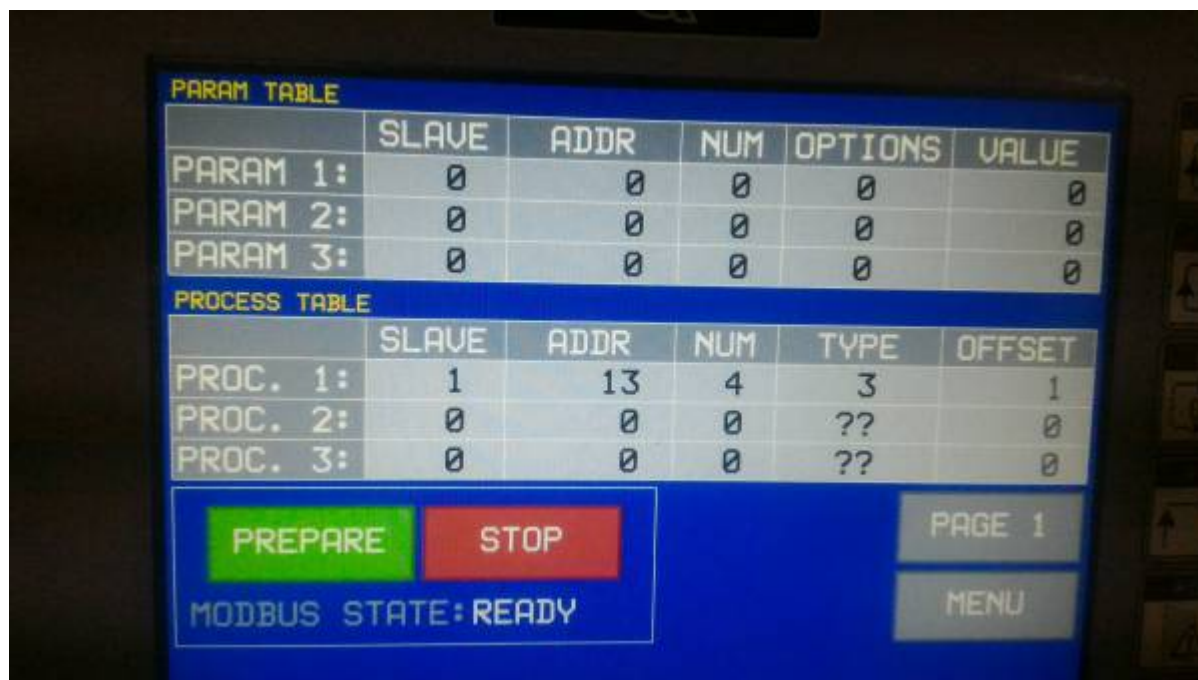 PARAM TABLE
SLAVE ADDR NUM OPTIONS VALUE
PARAM 1: 0 0 0 0 0
PARAM 2: 0 0 0 0 0
PARAM 3: 0 0 0 0 0
PROCESS TABLE
SLAVE ADDR NUM TYPE OFFSET
PROC. 1: 1 13 4 3 1
PROC. 2: 0 0 0 ?? 0
PROC. 3: 0 0 0 ?? 0
PREPARE STOP PAGE 1
MODBUS STATE:READY MENU